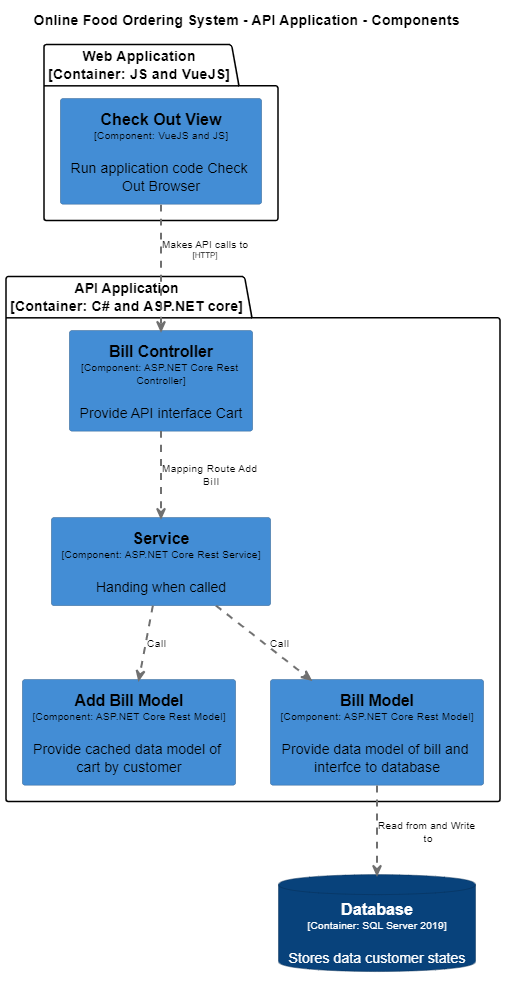 Online Food Ordering System - API Application - Components
Web Application
[Container: JS and VueJS]
Check Out View
[Component: VueJS and JS]
Run application code Check
Out Browser
Makes API calls to
[HTTP]
API Application
[Container: C# and ASP.NET core]
Bill Controller
[Component: ASP.NET Core Rest
Controller]
Provide API interface Cart
Mapping Route Add
Bill
Service
[Component: ASP.NET Core Rest Service]
Handing when called
Call
Call
Add Bill Model
[Component: ASP.NET Core Rest Model]
Provide cached data model of
cart by customer
Bill Model
[Component: ASP.NET Core Rest Model]
Provide data model of bill and
interfce to database
Read from and Write
to
Database
[Container: SQL Server 2019]
Stores data customer states